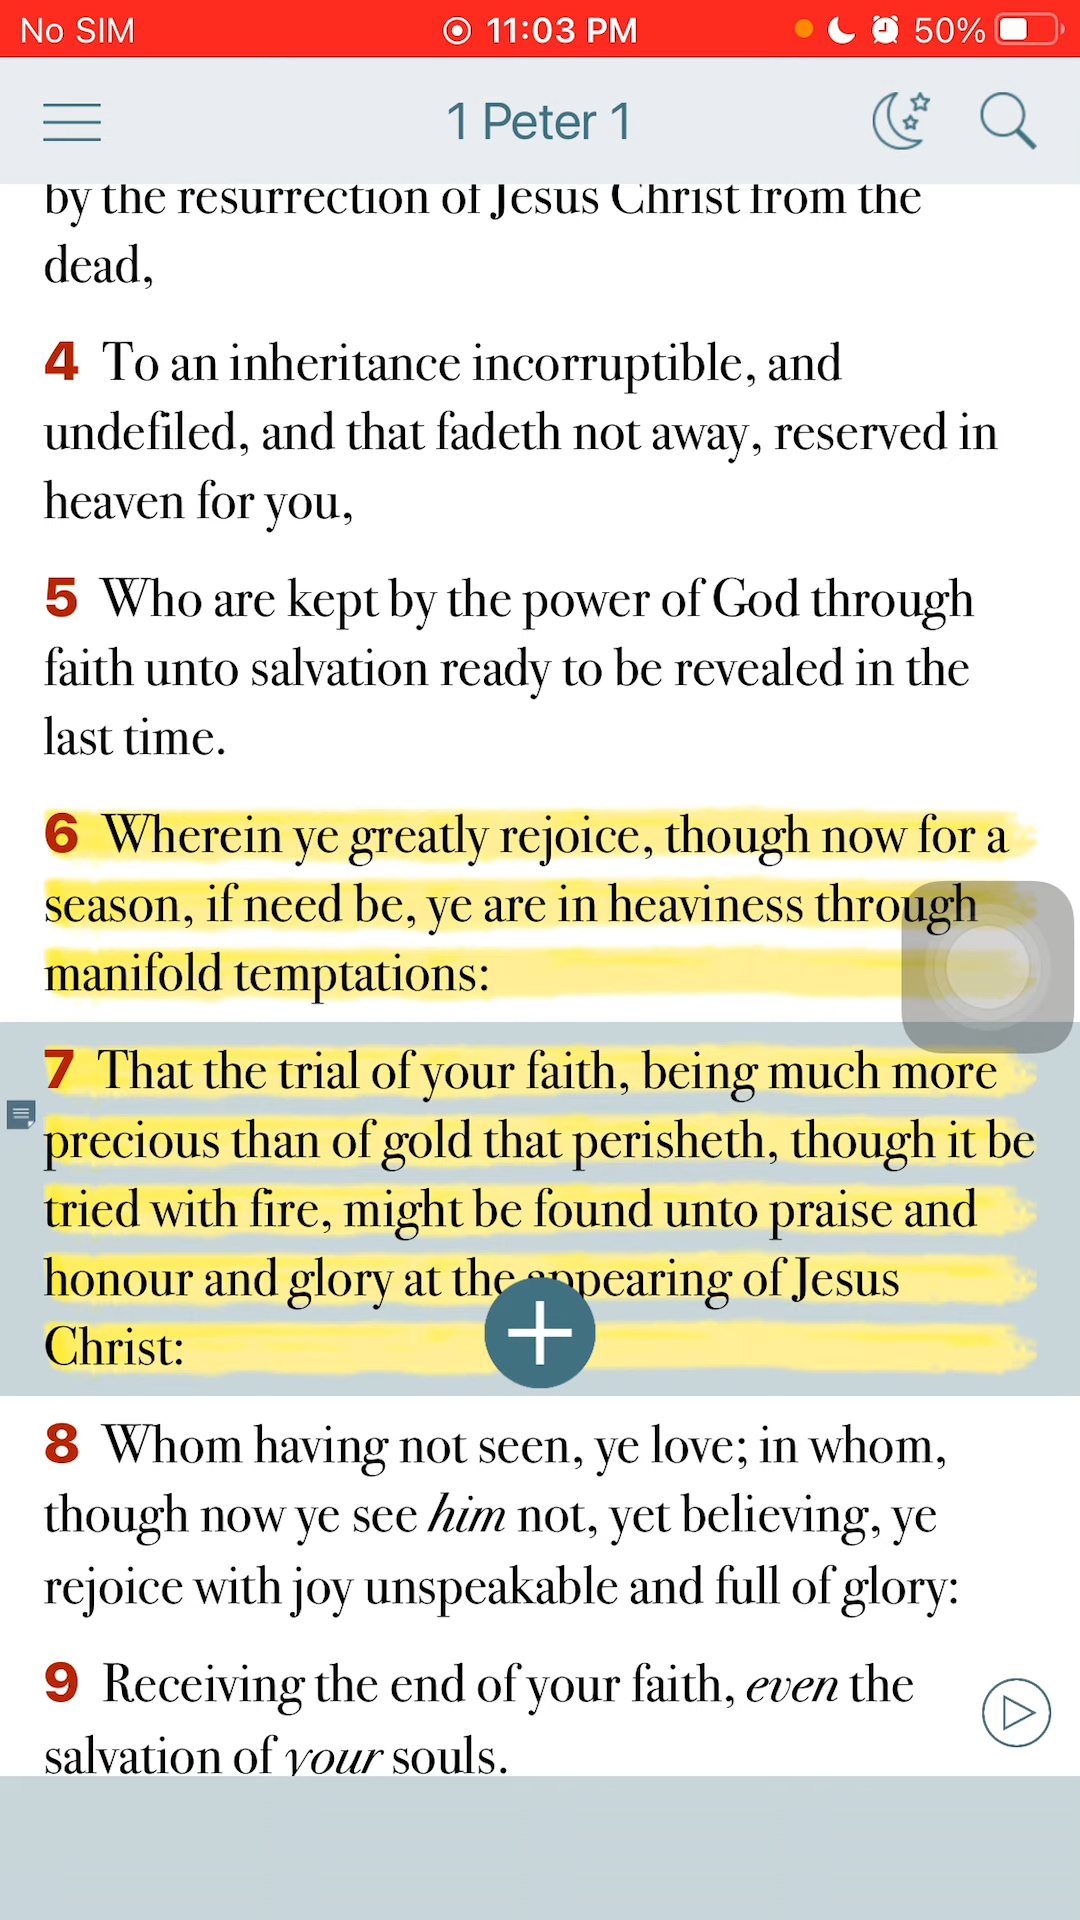 No SIM 11:03 PM 50%
1 Peter 1
by the resurrection of Jesus Christ from the
dead,
4 To an inheritance incorruptible, and
undefiled, and that fadeth not away, reserved in
heaven for you,
5 Who are kept by the power of God through
faith unto salvation ready to be revealed in the
last time.
6 Wherein ye greatly rejoice, though now for a
season, if need be, ye are in heaviness through
manifold temptations:
7 That the trial of your faith, being much more
precious than of gold that perisheth, though it be
tried with fire, might be found unto praise and
honour and glory at the appearing of Jesus
Christ:
8 Whom having not seen, ye love; in whom,
though now ye see him not, yet believing, ye
rejoice with joy unspeakable and full of glory:
9 Receiving the end of your faith, even the
salvation of your souls.